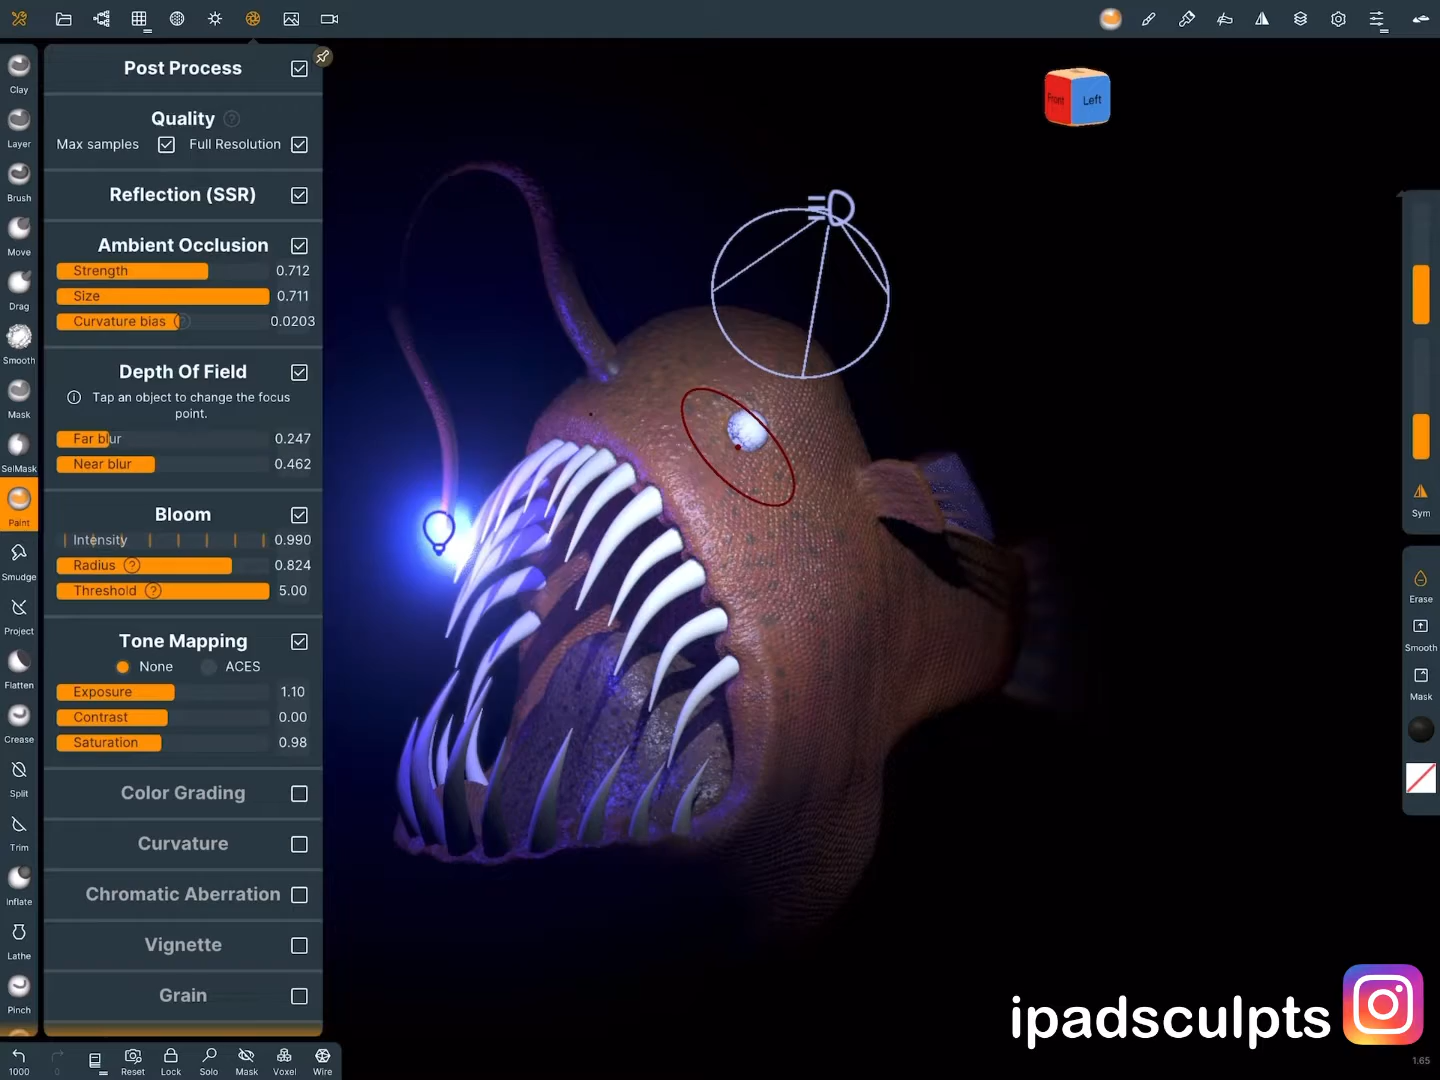 Post Process
Quality ?
Max samples Full Resolution
Reflection (SSR)
Ambient Occlusion
Strength 0.712
Size 0.711
Curvature bias ? 0.0203
Depth Of Field
Tap an object to change the focus
point.
Far blur 0.247
Near blur 0.462
Bloom
Intensity 0.990
Radius ? 0.824
Threshold ? 5.00
Tone Mapping
None ACES
Exposure 1.10
Contrast 0.00
Saturation 0.98
Color Grading
Curvature
Chromatic Aberration
Vignette
Grain
Clay
Layer
Brush
Move
Drag
Smooth
Mask
SelMask
Paint
Smudge
Project
Flatten
Crease
Split
Trim
Inflate
Lathe
Pinch
1000
0
Reset
Lock
Solo
Mask
Voxel
Wire
Front
Left
Sym
Erase
Smooth
Mask
ipadsculpts
1.65